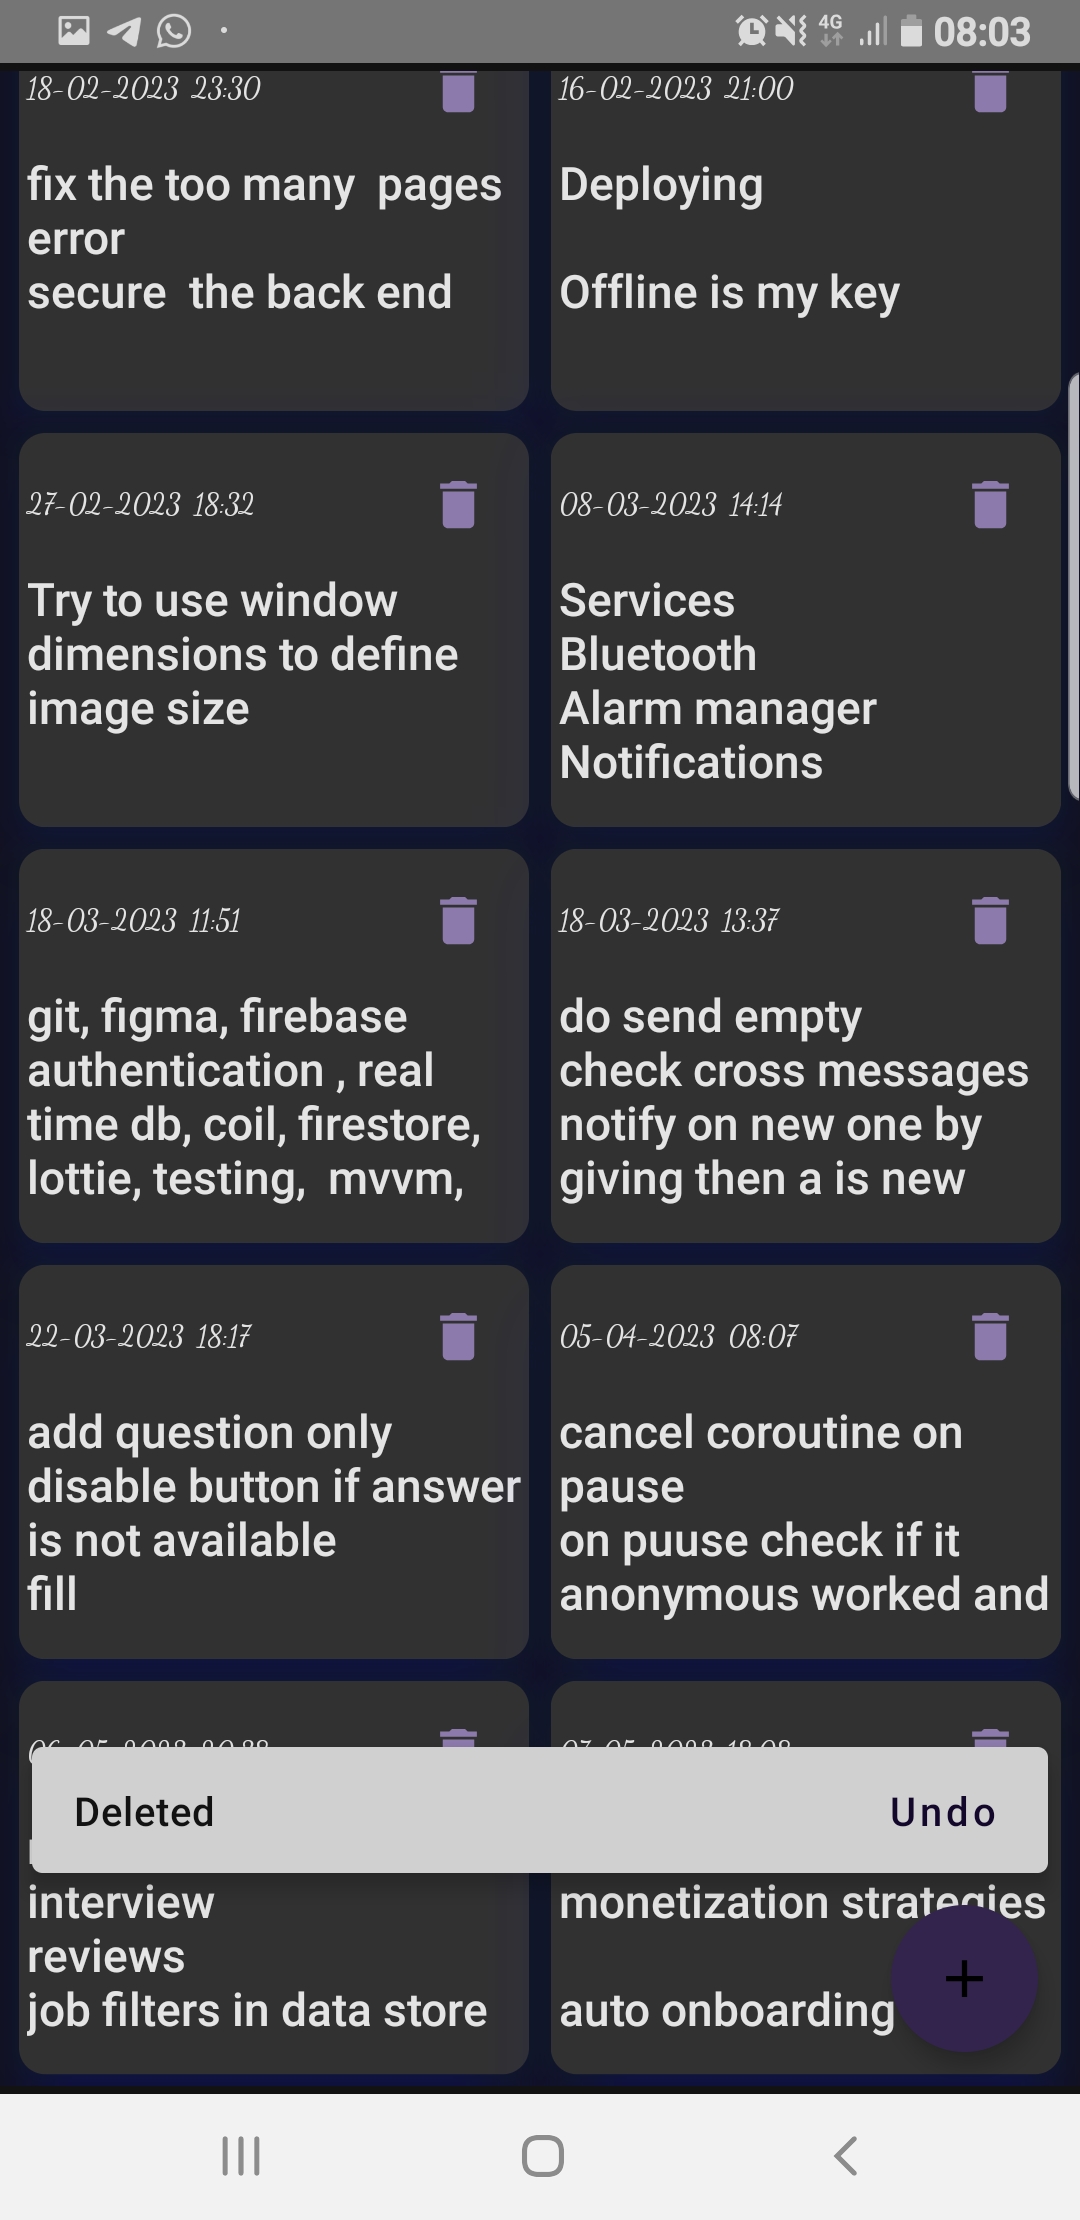 4G
08:03
18-02-2023 23:30
fix the too many  pages
error
secure  the back end
16-02-2023 21:00
Deploying
Offline is my key
27-02-2023 18:32
Try to use window
dimensions to define
image size
08-03-2023 14:14
Services
Bluetooth
Alarm manager
Notifications
18-03-2023 11:51
git, figma, firebase
authentication , real
time db, coil, firestore,
lottie, testing,  mvvm,
18-03-2023 13:37
do send empty
check cross messages
notify on new one by
giving then a is new
22-03-2023 18:17
add question only
disable button if answer
is not available
fill
05-04-2023 08:07
cancel coroutine on
pause
on puuse check if it
anonymous worked and
Deleted
Undo
interview
reviews
job filters in data store
monetization strategies
auto onboarding